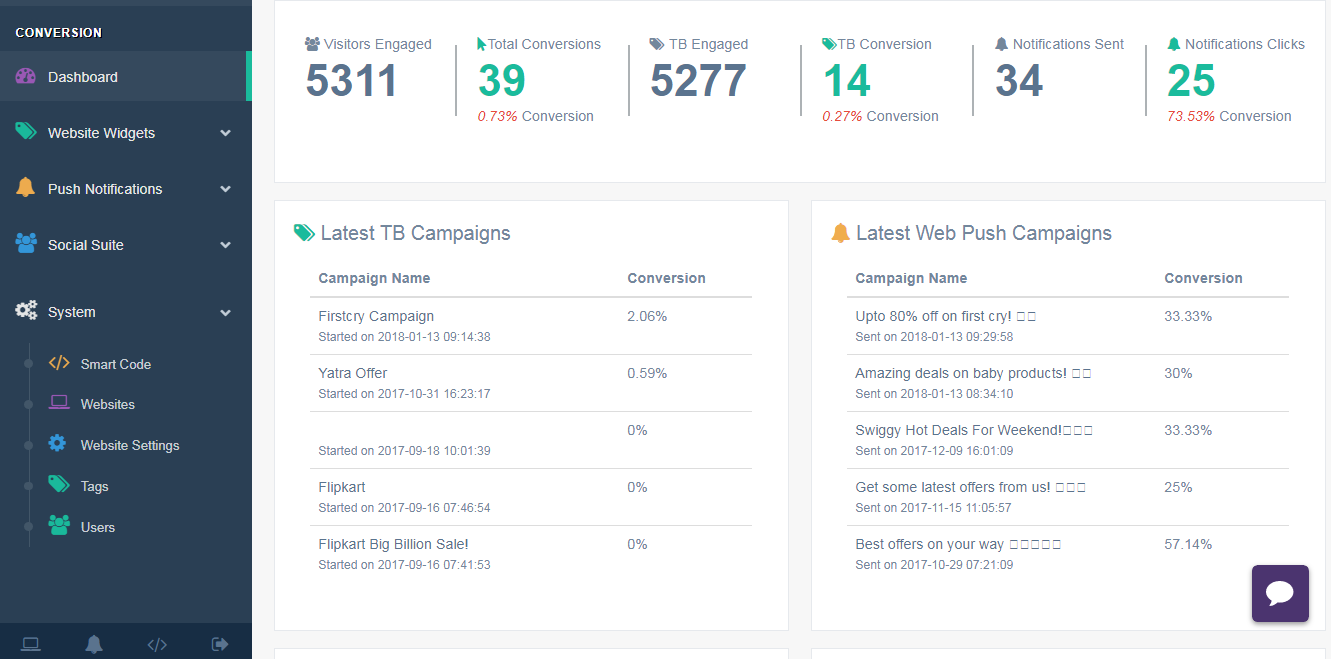 CONVERSION
Dashboard
Website Widgets
Push Notifications
Social Suite
System
Smart Code
Websites
Website Settings
Tags
Users
Visitors Engaged
5311
Total Conversions
39
0.73% Conversion
TB Engaged
5277
TB Conversion
14
0.27% Conversion
Notifications Sent
34
Notifications Clicks
25
73.53% Conversion
Latest TB Campaigns
Campaign Name Conversion
Firstcry Campaign 2.06%
Started on 2018-01-13 09:14:38
Yatra Offer 0.59%
Started on 2017-10-31 16:23:17
0%
Started on 2017-09-18 10:01:39
Flipkart 0%
Started on 2017-09-16 07:46:54
Flipkart Big Billion Sale! 0%
Started on 2017-09-16 07:41:53
Latest Web Push Campaigns
Campaign Name Conversion
Upto 80% off on first cry! □□ 33.33%
Sent on 2018-01-13 09:29:58
Amazing deals on baby products! □□ 30%
Sent on 2018-01-13 08:34:10
Swiggy Hot Deals For Weekend!□□□ 33.33%
Sent on 2017-12-09 16:01:09
Get some latest offers from us! □□□ 25%
Sent on 2017-11-15 11:05:57
Best offers on your way □□□□□ 57.14%
Sent on 2017-10-29 07:21:09